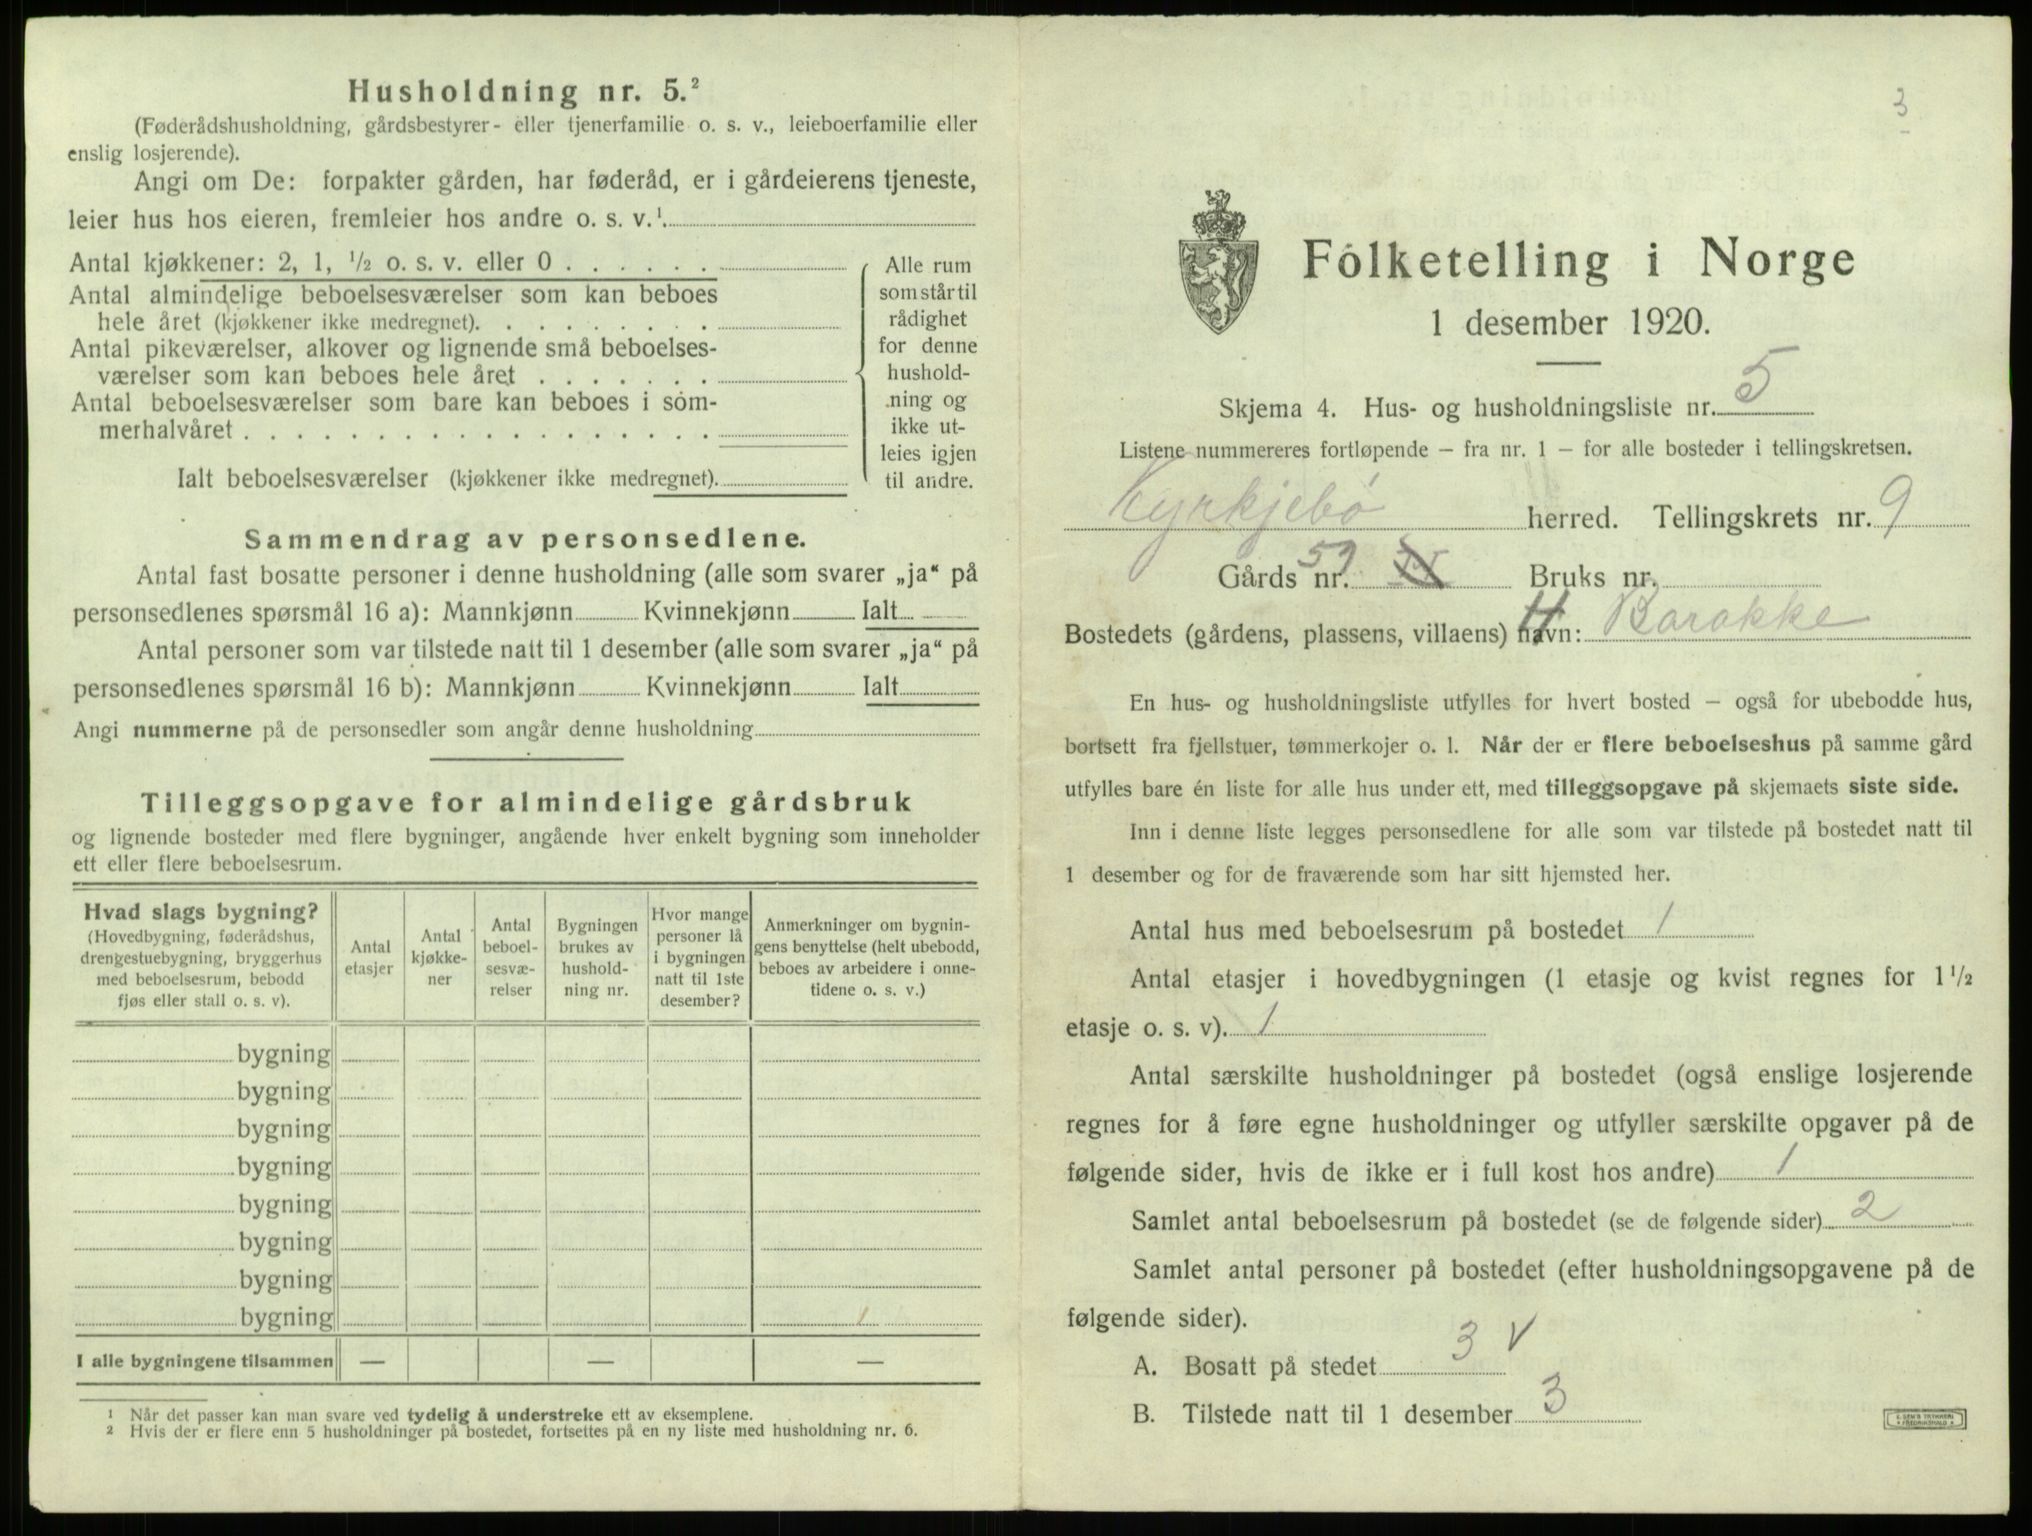 Husholdning nr. 5.²
(Føderådshusholdning, gårdsbestyrer- eller tjenerfamilie o. s. v., leieboerfamilie eller
enslig losjerende).
Angi om De: forpakter gården, har føderåd, er i gårdeierens tjeneste,
leier hus hos eieren, fremleier hos andre o. s. v.¹
Antal kjøkkener: 2, 1, ½ o. s. v. eller 0 . . . . . .
Antal almindelige beboelsesværelser som kan beboes
hele året (kjøkkener ikke medregnet). . . . . . . . .
Antal pikeværelser, alkover og lignende små beboelses-
værelser som kan beboes hele året . . . . . . .
Antal beboelsesværelser som bare kan beboes i som-
merhalvåret . . . . . . . . . . . . . . . . . .
Ialt beboelsesværelser (kjøkkener ikke medregnet).
Alle rum
som står til
rådighet
for denne
hushold-
ning og
ikke ut-
leies igjen
til andre.
Sammendrag av personsedlene.
Antal fast bosatte personer i denne husholdning (alle som svarer „ja“ på
personsedlenes spørsmål 16 a): Mannkjønn Kvinnekjønn Ialt
Antal personer som var tilstede natt til 1 desember (alle som svarer „ja“ på
personsedlenes spørsmål 16 b): Mannkjønn Kvinnekjønn Ialt
Angi nummerne på de personsedler som angår denne husholdning
Tilleggsopgave for almindelige gårdsbruk
og lignende bosteder med flere bygninger, angående hver enkelt bygning som inneholder
ett eller flere beboelsesrum.
Hvad slags bygning?
(Hovedbygning, føderådshus,
drengestuebygning, bryggerhus
med beboelsesrum, bebodd
fjøs eller stall o. s. v).
Antal
etasjer
Antal
kjøkke-
ner
Antal
beboel-
sesvæ-
relser
Bygningen
brukes av
hushold-
ning nr.
Hvor mange
personer lå
i bygningen
natt til 1ste
desember?
Anmerkninger om bygnin-
gens benyttelse (helt ubebodd,
beboes av arbeidere i onne-
tidene o. s. v.)
bygning
bygning
bygning
bygning
bygning
bygning
bygning
bygning 1
I alle bygningene tilsammen — — —
¹ Når det passer kan man svare ved tydelig å understreke ett av eksemplene.
² Hvis der er flere enn 5 husholdninger på bostedet, fortsettes på en ny liste med husholdning nr. 6.
3
Folketelling i Norge
1 desember 1920.
Skjema 4. Hus- og husholdningsliste nr. 5
Listene nummereres fortløpende – fra nr. 1 – for alle bosteder i tellingskretsen.
Kyrkjebø herred. Tellingskrets nr. 9
Gårds nr. 59 Bruks nr.
Bostedets (gårdens, plassens, villaens) navn: Barakke
En hus- og husholdningsliste utfylles for hvert bosted – også for ubebodde hus,
bortsett fra fjellstuer, tømmerkojer o. l. Når der er flere beboelseshus på samme gård
utfylles bare én liste for alle hus under ett, med tilleggsopgave på skjemaets siste side.
Inn i denne liste legges personsedlene for alle som var tilstede på bostedet natt til
1 desember og for de fraværende som har sitt hjemsted her.
Antal hus med beboelsesrum på bostedet 1
Antal etasjer i hovedbygningen (1 etasje og kvist regnes for 1½
etasje o. s. v). 1
Antal særskilte husholdninger på bostedet (også enslige losjerende
regnes for å føre egne husholdninger og utfyller særskilte opgaver på de
følgende sider, hvis de ikke er i full kost hos andre) 1
Samlet antal beboelsesrum på bostedet (se de følgende sider) 2
Samlet antal personer på bostedet (efter husholdningsopgavene på de
følgende sider).
A. Bosatt på stedet 3 V
B. Tilstede natt til 1 desember 3